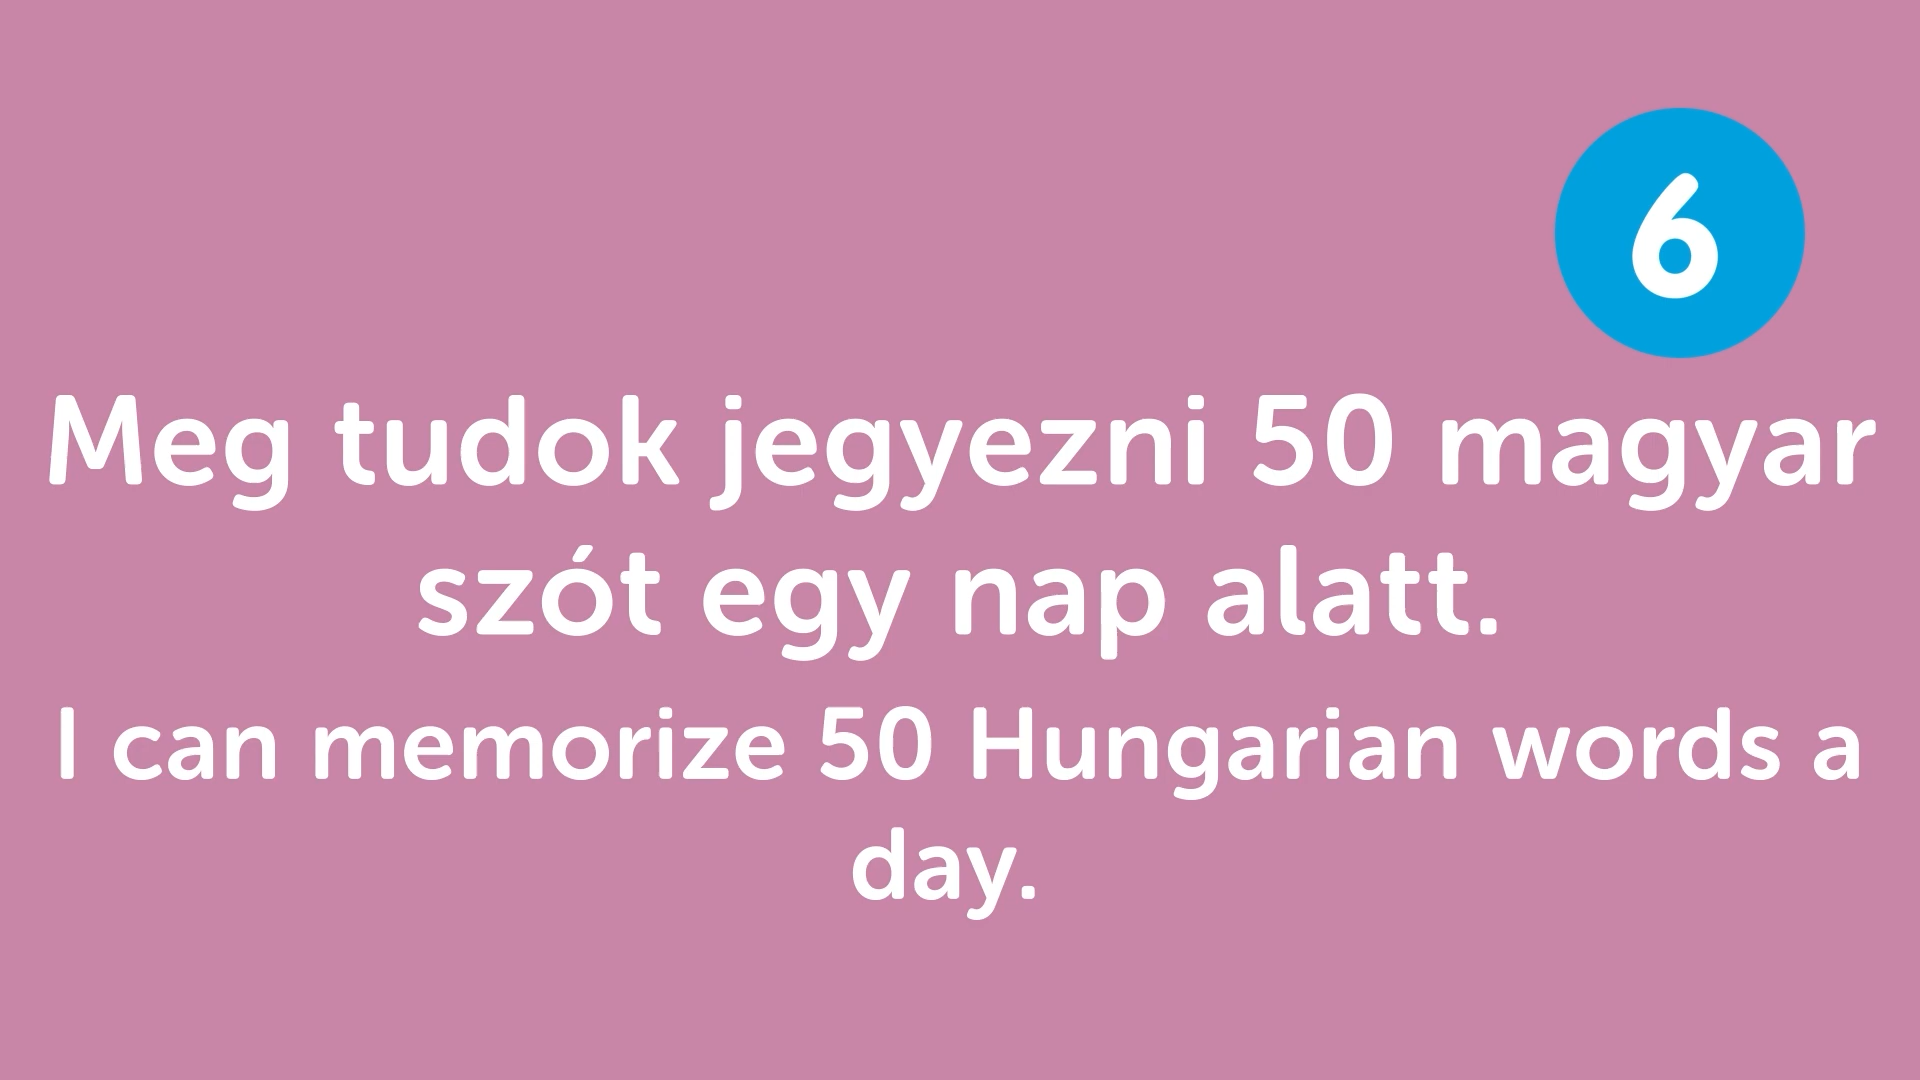 6
Meg tudok jegyezni 50 magyar
szót egy nap alatt.
I can memorize 50 Hungarian words a
day.